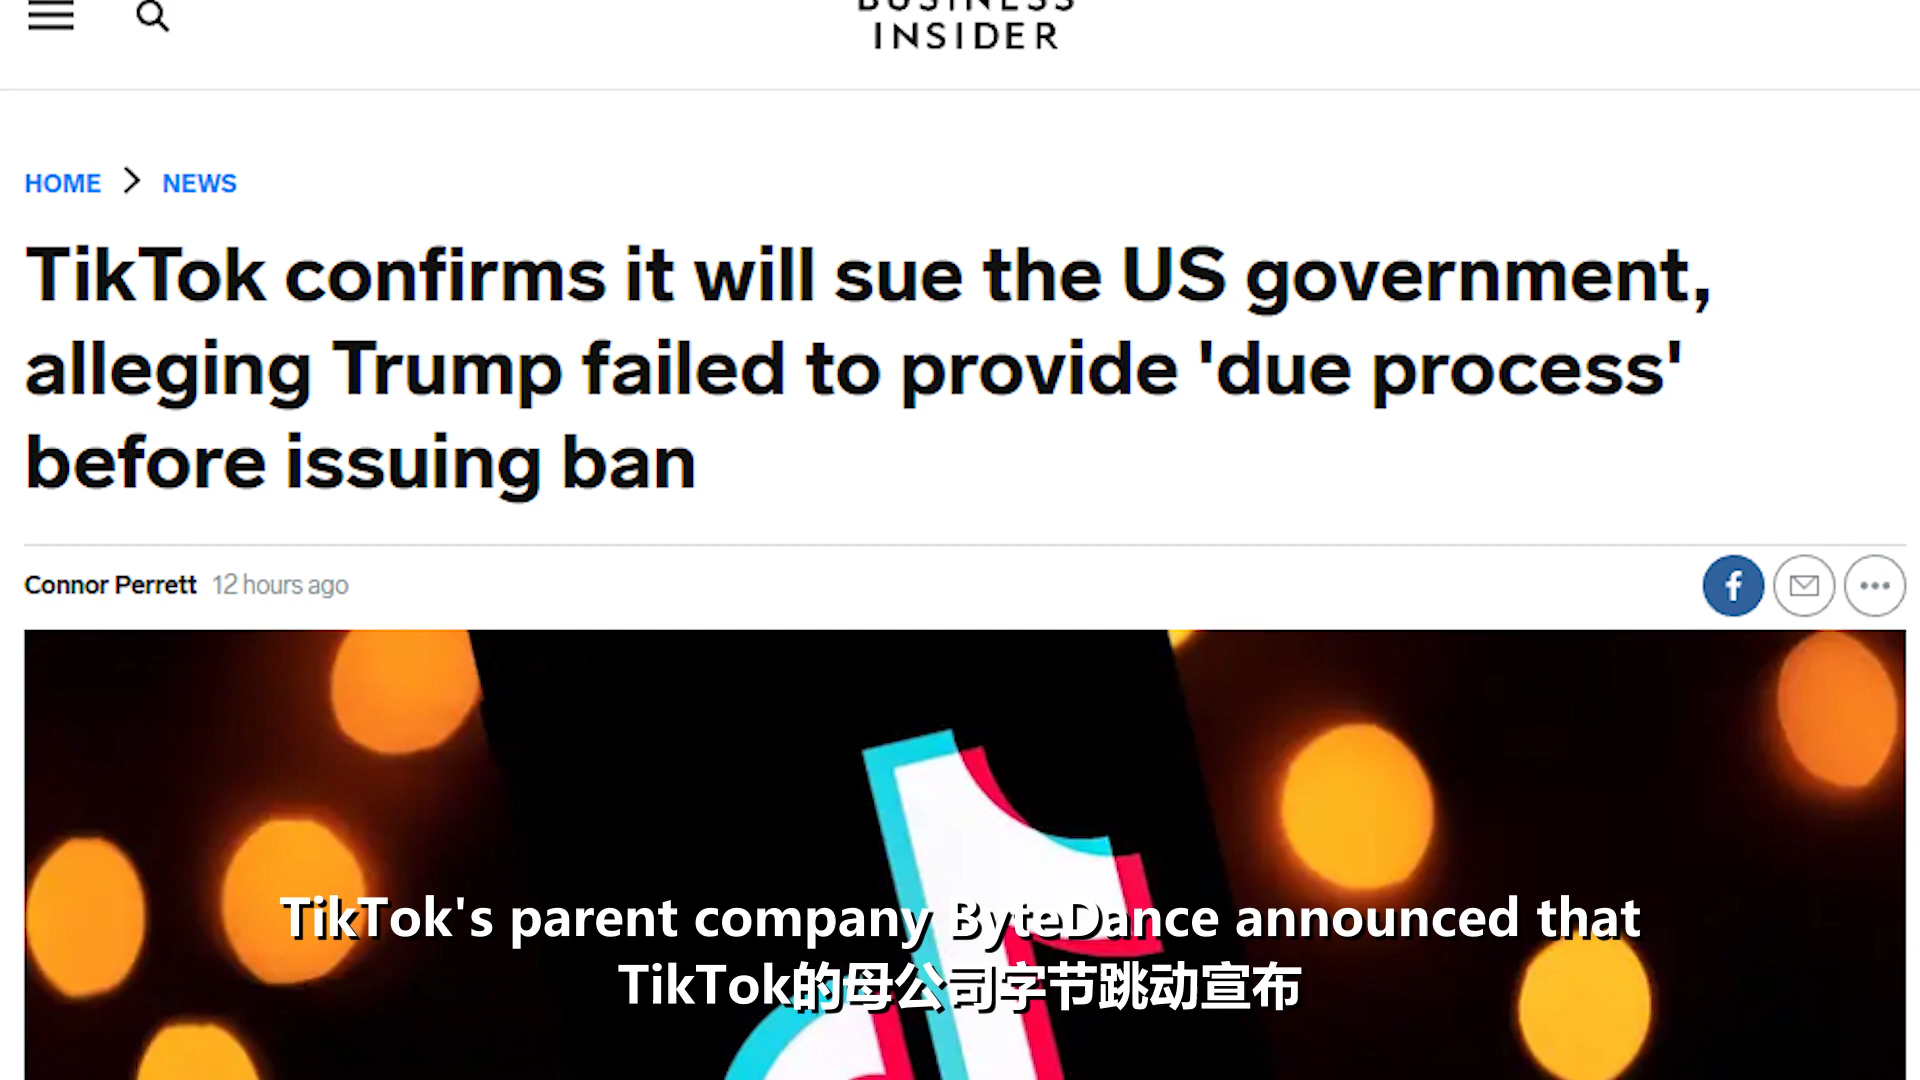 BUSINESS
INSIDER
HOME > NEWS
TikTok confirms it will sue the US government,
alleging Trump failed to provide 'due process'
before issuing ban
Connor Perrett 12 hours ago
TikTok's parent company ByteDance announced that
TikTok的母公司字节跳动宣布